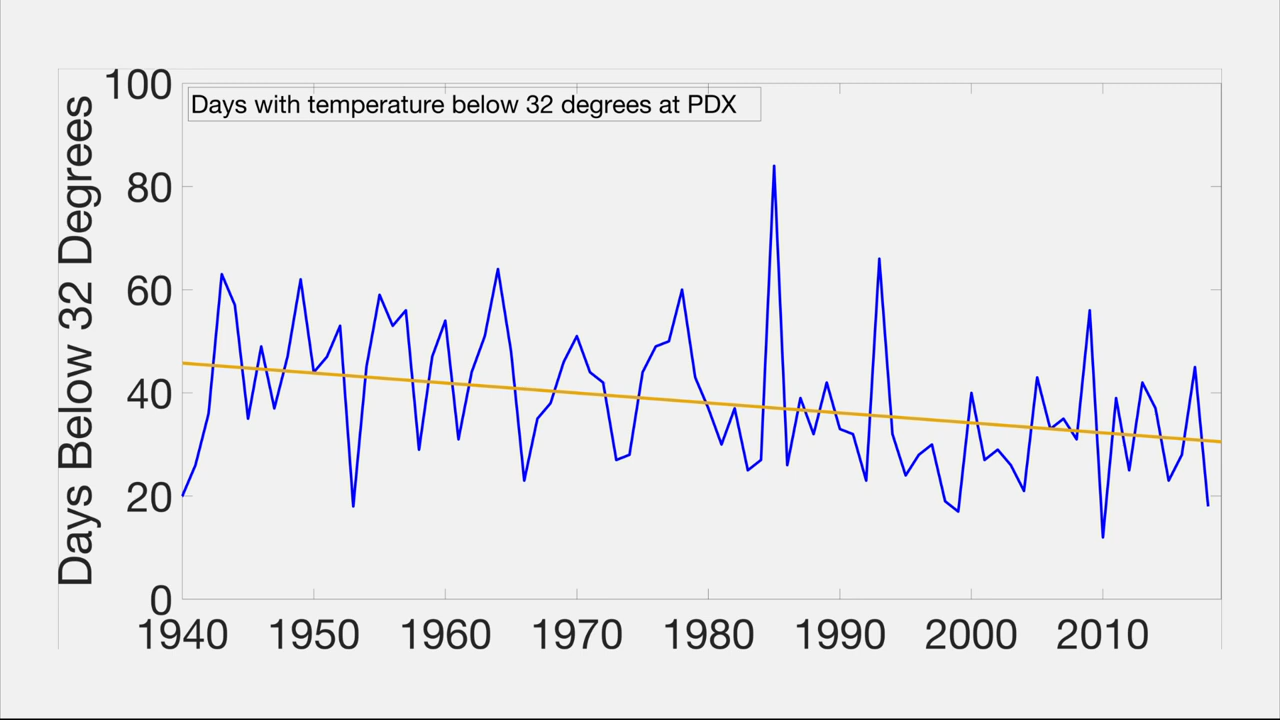 Days with temperature below 32 degrees at PDX
Days Below 32 Degrees
100
80
60
40
20
0
1940 1950 1960 1970 1980 1990 2000 2010